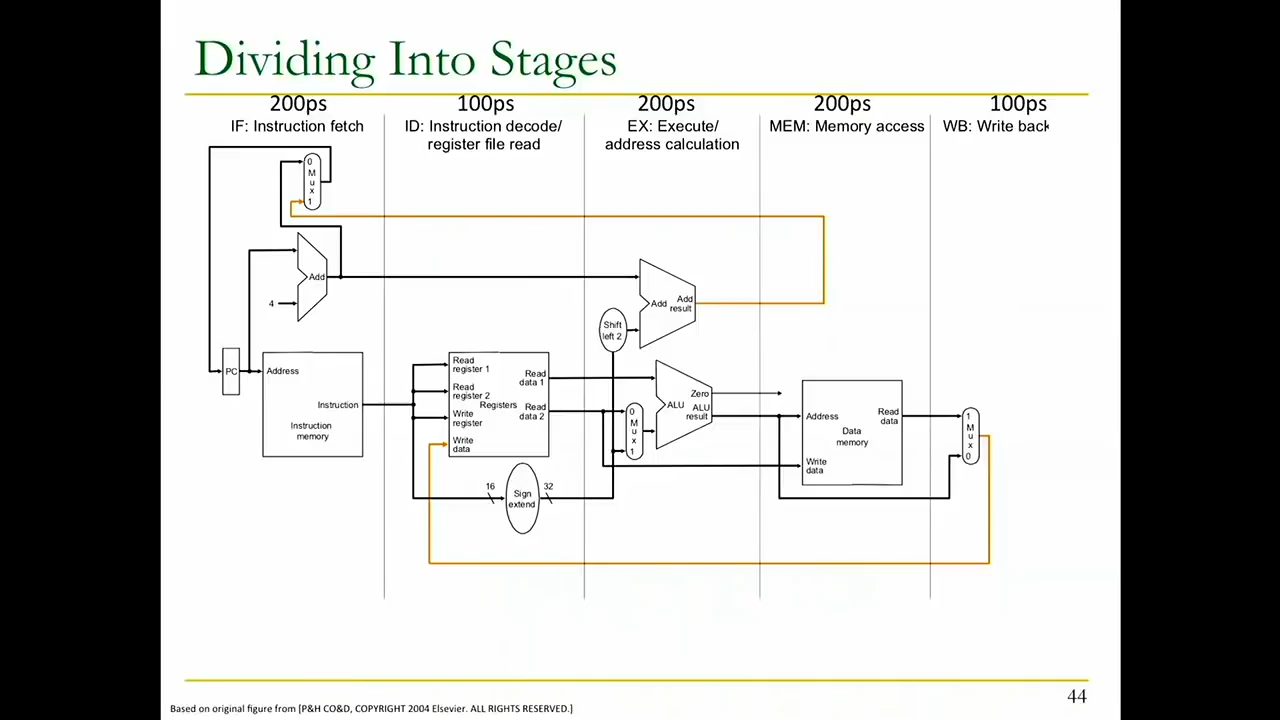 Dividing Into Stages
200ps
100ps
200ps
200ps
100ps
IF: Instruction fetch
ID: Instruction decode/
register file read
EX: Execute/
address calculation
MEM: Memory access
WB: Write back
0
M
u
x
1
Add
4
Add
Add
result
Shift
left 2
PC
Address
Instruction
Instruction
memory
Read
register 1
Read
register 2
Registers
Write
register
Write
data
Read
data 1
Read
data 2
16
Sign
extend
32
0
M
u
x
1
Zero
ALU
ALU
result
Address
Read
data
Data
memory
Write
data
1
M
u
x
0
44
Based on original figure from [P&H CO&D, COPYRIGHT 2004 Elsevier. ALL RIGHTS RESERVED.]